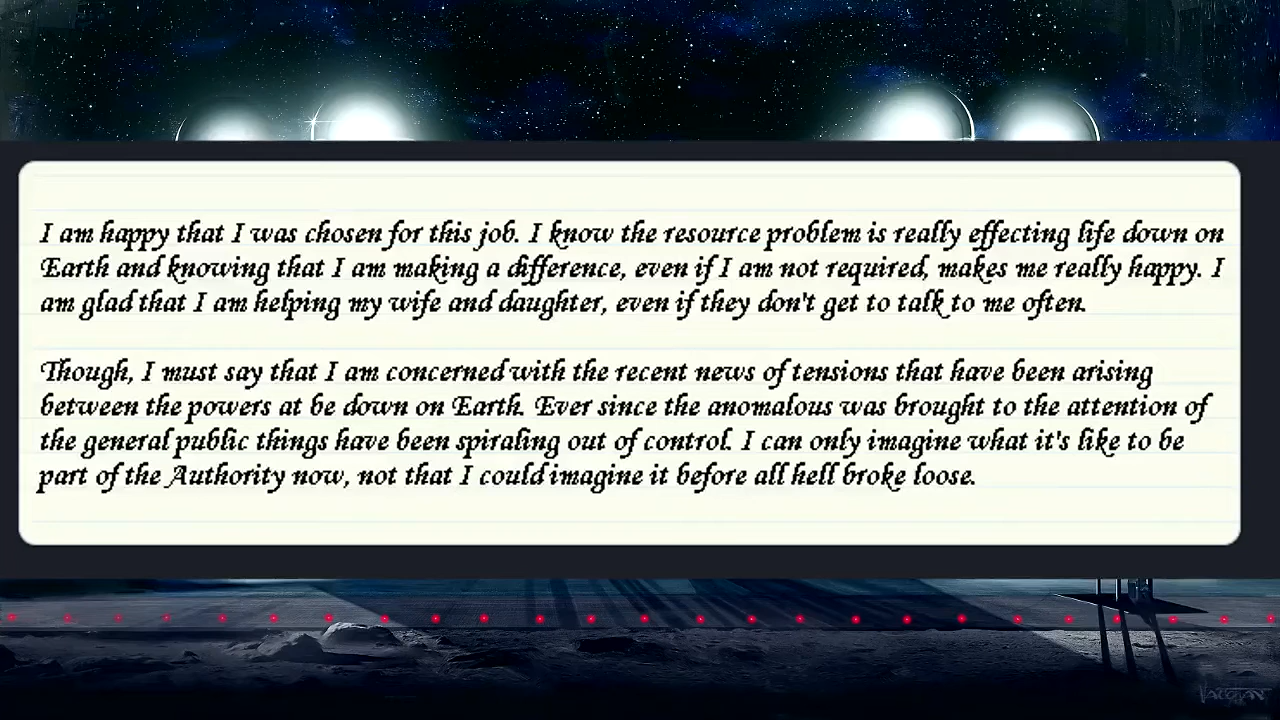 I am happy that I was chosen for this job. I know the resource problem is really effecting life down on
Earth and knowing that I am making a difference, even if I am not required, makes me really happy. I
am glad that I am helping my wife and daughter, even if they don't get to talk to me often.
Though, I must say that I am concerned with the recent news of tensions that have been arising
between the powers at be down on Earth. Ever since the anomalous was brought to the attention of
the general public things have been spiraling out of control. I can only imagine what it's like to be
part of the Authority now, not that I could imagine it before all hell broke loose.